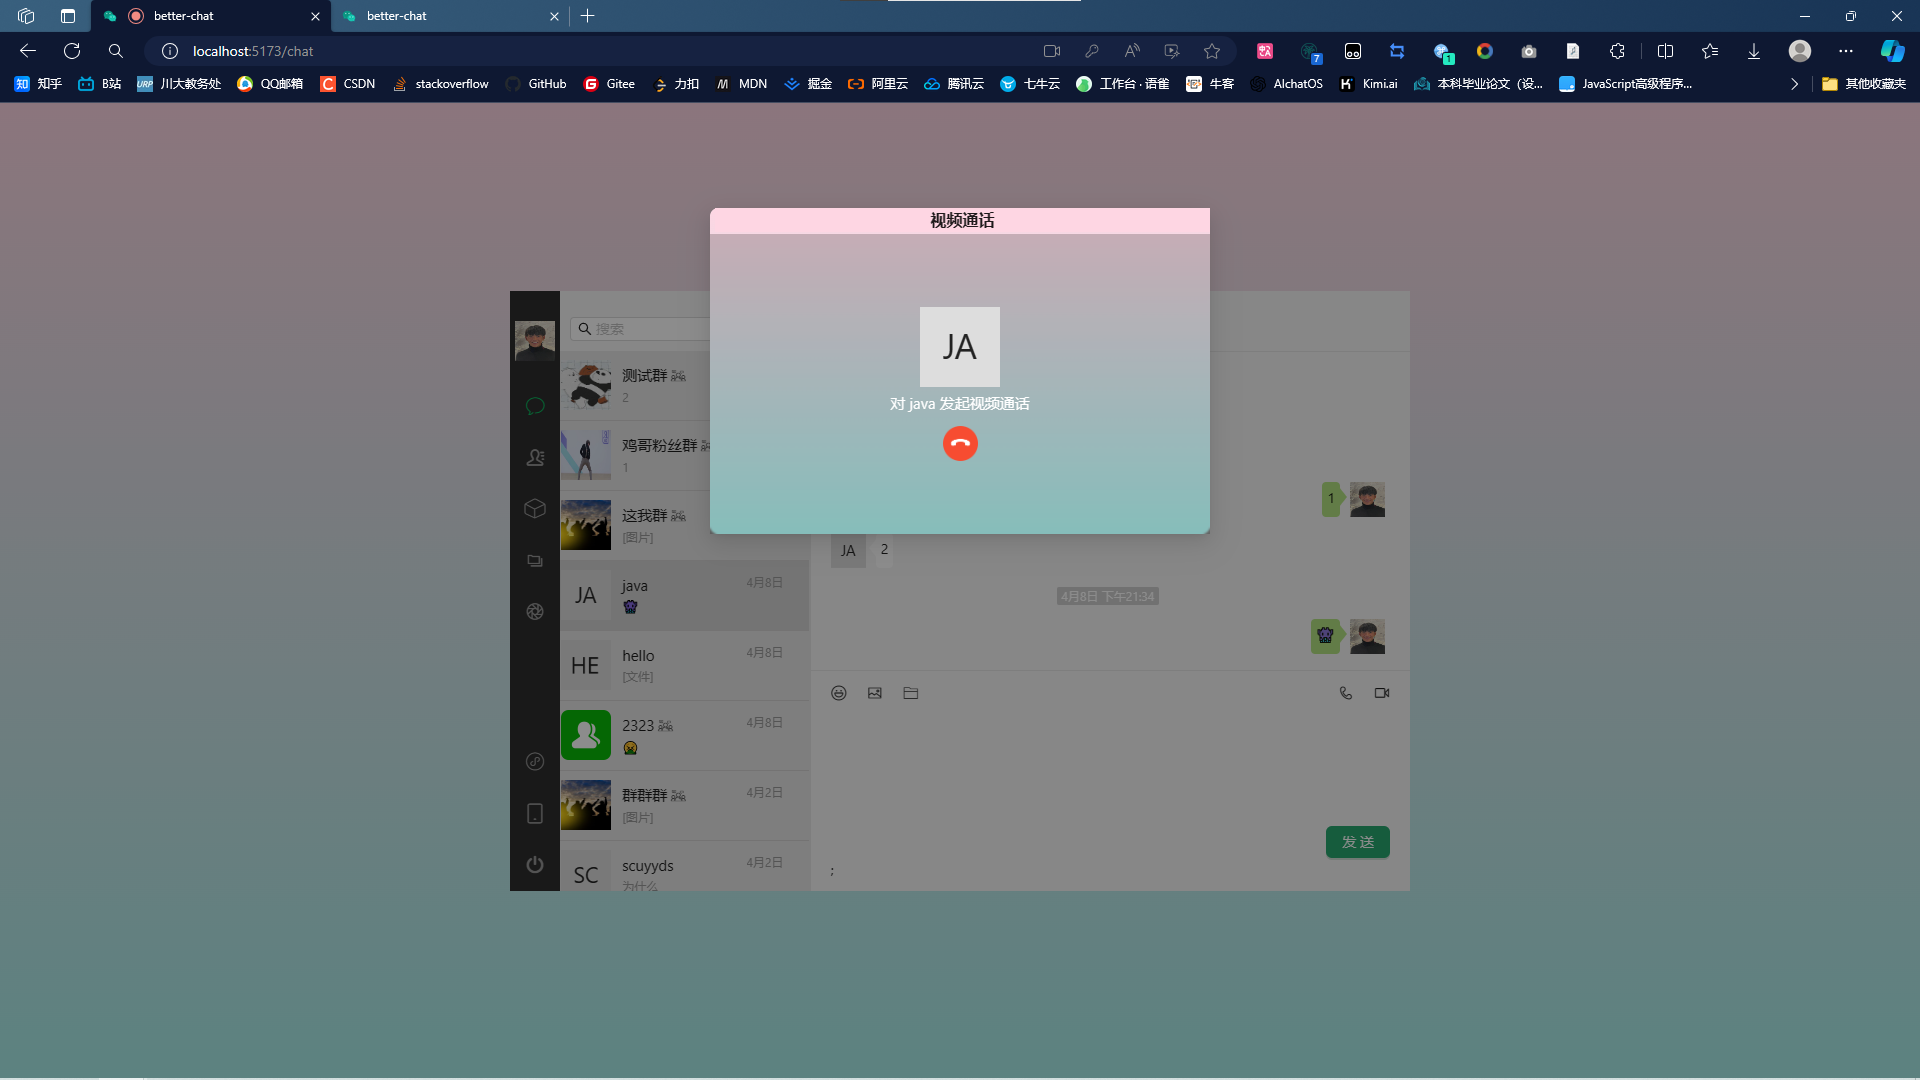 better-chat
better-chat
localhost:5173/chat
7
1
知 知乎
B站
URP 川大教务处
QQ邮箱
C CSDN
stackoverflow
GitHub
G Gitee
力扣
M MDN
掘金
阿里云
腾讯云
七牛云
工作台 · 语雀
牛客
AIchatOS
K Kimi.ai
本科毕业论文（设...
JavaScript高级程序...
其他收藏夹
视频通话
JA
对 java 发起视频通话
搜索
测试群
2
鸡哥粉丝群
1
这我群
[图片]
JA
java
4月8日
HE
hello
4月8日
[文件]
2323
4月8日
群群群
4月2日
[图片]
SC
scuyyds
4月2日
为什么
1
JA
2
4月8日 下午21:34
;
发 送